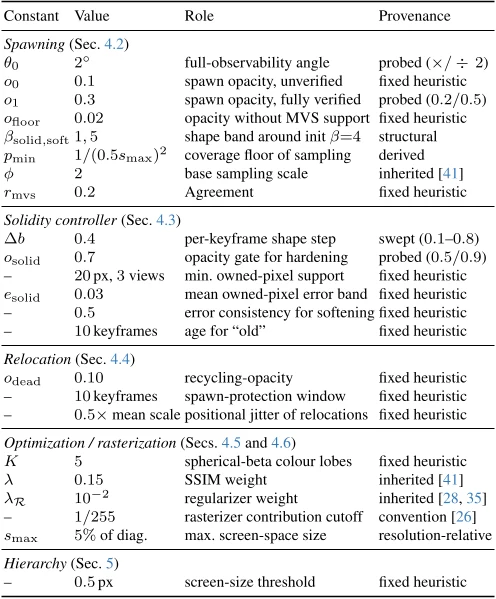 Constant Value Role Provenance
Spawning (Sec. 4.2)
θ₀ 2° full-observability angle probed (×/ ÷ 2)
o₀ 0.1 spawn opacity, unverified fixed heuristic
o₁ 0.3 spawn opacity, fully verified probed (0.2/0.5)
o_floor 0.02 opacity without MVS support fixed heuristic
β_solid,soft 1, 5 shape band around init β=4 structural
p_min 1/(0.5s_max)² coverage floor of sampling derived
ϕ 2 base sampling scale inherited [41]
r_mvs 0.2 Agreement fixed heuristic
Solidity controller (Sec. 4.3)
Δb 0.4 per-keyframe shape step swept (0.1–0.8)
o_solid 0.7 opacity gate for hardening probed (0.5/0.9)
– 20 px, 3 views min. owned-pixel support fixed heuristic
e_solid 0.03 mean owned-pixel error band fixed heuristic
– 0.5 error consistency for softening fixed heuristic
– 10 keyframes age for “old” fixed heuristic
Relocation (Sec. 4.4)
o_dead 0.10 recycling-opacity fixed heuristic
– 10 keyframes spawn-protection window fixed heuristic
– 0.5× mean scale positional jitter of relocations fixed heuristic
Optimization / rasterization (Secs. 4.5 and 4.6)
K 5 spherical-beta colour lobes fixed heuristic
λ 0.15 SSIM weight inherited [41]
λ_R 10⁻² regularizer weight inherited [28, 35]
– 1/255 rasterizer contribution cutoff convention [26]
s_max 5% of diag. max. screen-space size resolution-relative
Hierarchy (Sec. 5)
– 0.5 px screen-size threshold fixed heuristic